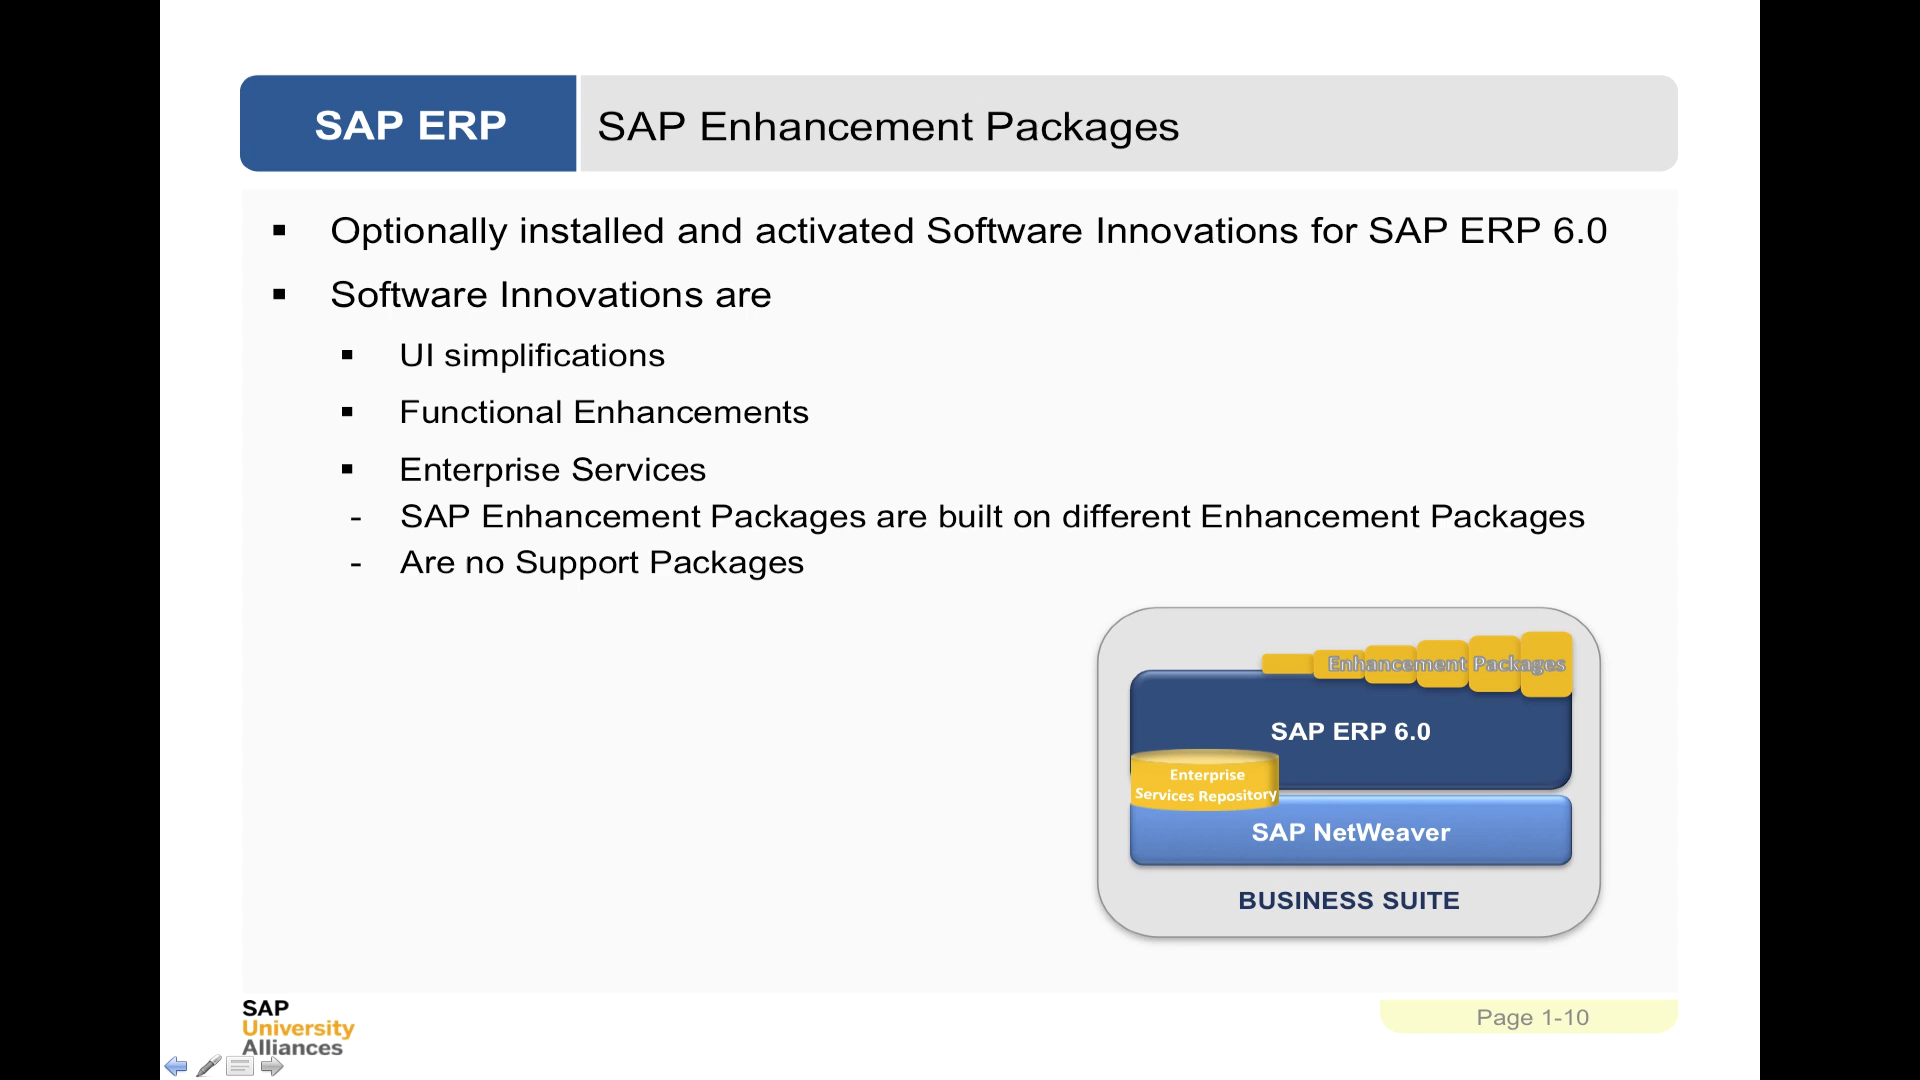 SAP ERP
SAP Enhancement Packages
Optionally installed and activated Software Innovations for SAP ERP 6.0
Software Innovations are
UI simplifications
Functional Enhancements
Enterprise Services
- SAP Enhancement Packages are built on different Enhancement Packages
- Are no Support Packages
Enhancement Packages
SAP ERP 6.0
Enterprise
Services Repository
SAP NetWeaver
BUSINESS SUITE
SAP
University
Alliances
Page 1-10